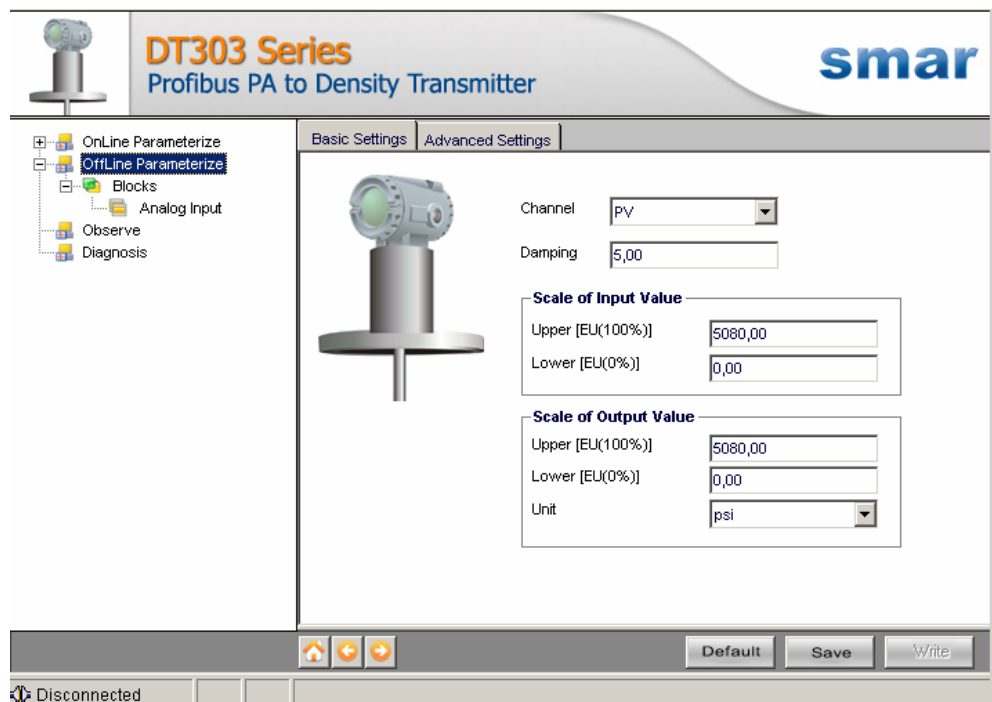 DT303 Series
Profibus PA to Density Transmitter
smar
OnLine Parameterize
OffLine Parameterize
Blocks
Analog Input
Observe
Diagnosis
Basic Settings
Advanced Settings
Channel
PV
Damping
5,00
Scale of Input Value
Upper [EU(100%)]
5080,00
Lower [EU(0%)]
0,00
Scale of Output Value
Upper [EU(100%)]
5080,00
Lower [EU(0%)]
0,00
Unit
psi
Default
Save
Write
Disconnected